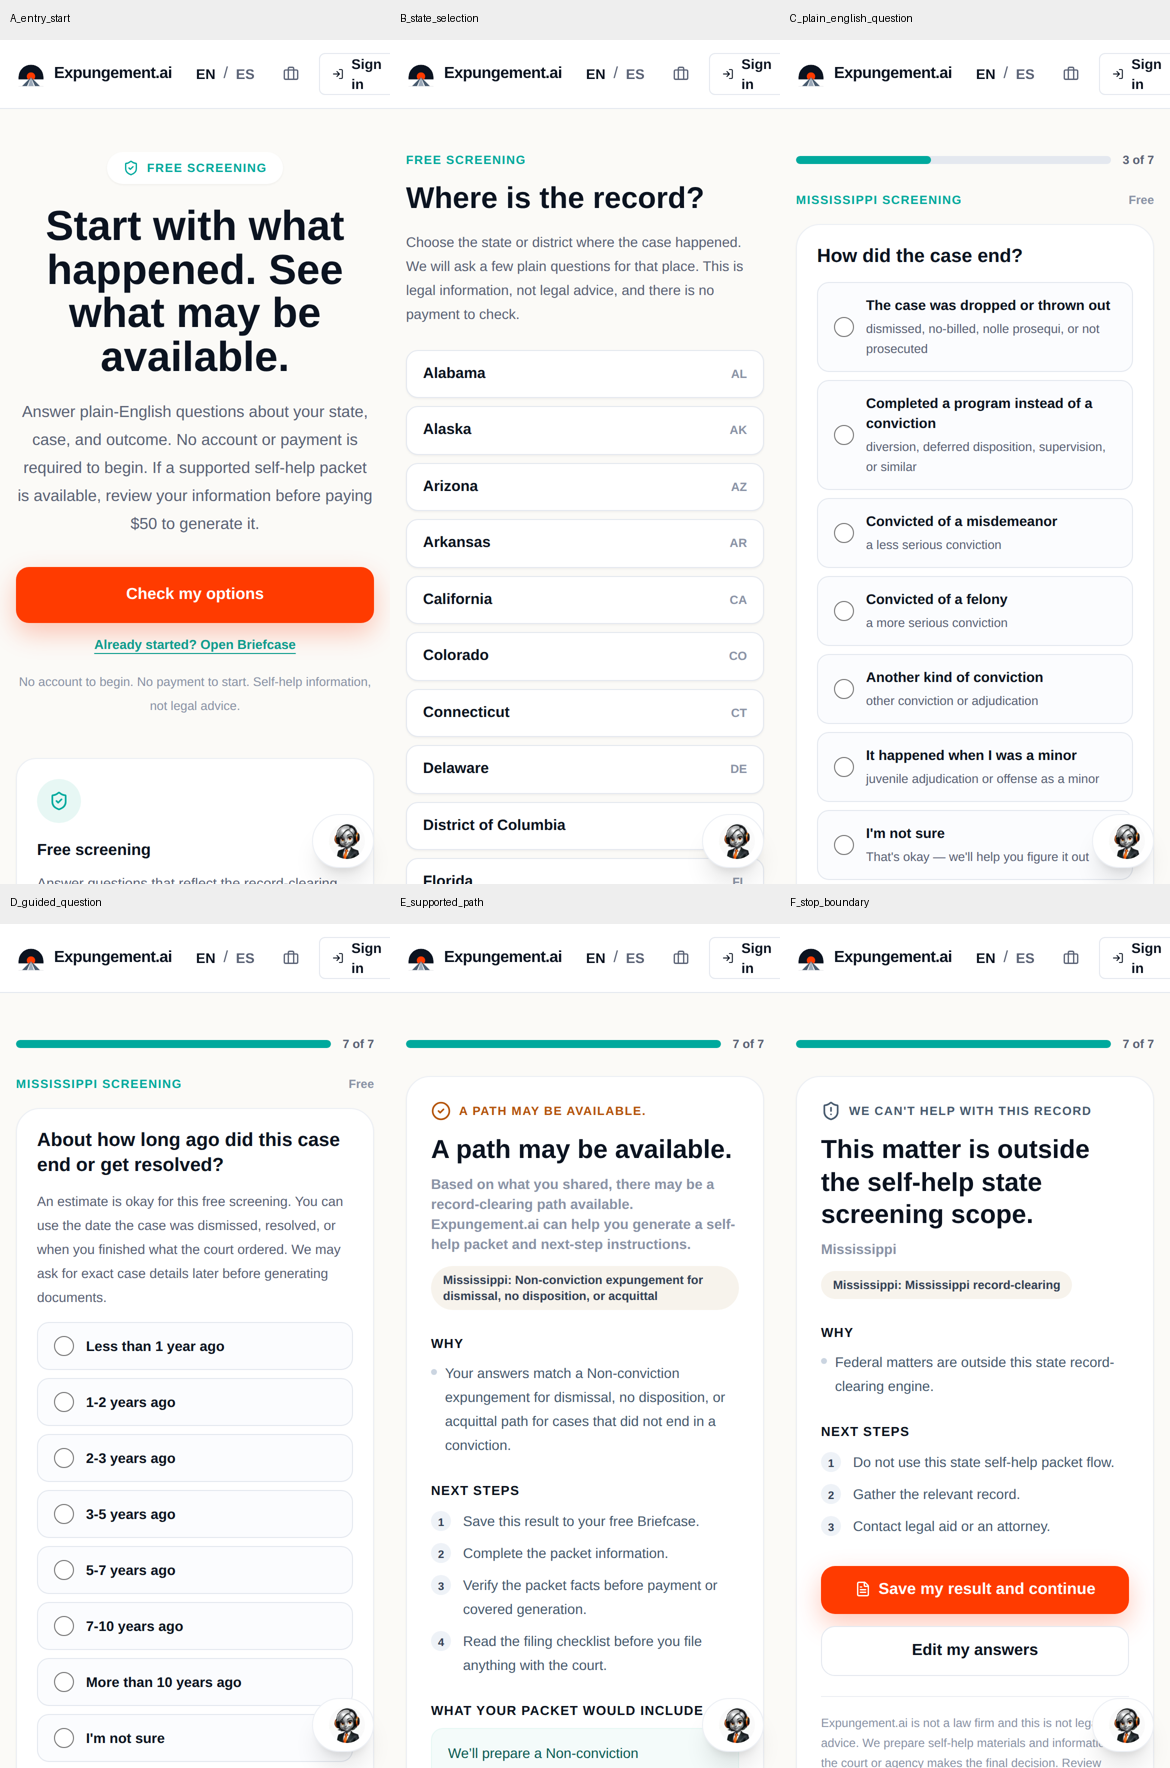 A_entry_start
Expungement.ai
EN / ES
Sign in
FREE SCREENING
Start with what
happened. See
what may be
available.
Answer plain-English questions about your state,
case, and outcome. No account or payment is
required to begin. If a supported self-help packet
is available, review your information before paying
$50 to generate it.
Check my options
Already started? Open Briefcase
No account to begin. No payment to start. Self-help information,
not legal advice.
Free screening
Answer questions that reflect the record-clearing
B_state_selection
Expungement.ai
EN / ES
Sign in
FREE SCREENING
Where is the record?
Choose the state or district where the case happened.
We will ask a few plain questions for that place. This is
legal information, not legal advice, and there is no
payment to check.
Alabama AL
Alaska AK
Arizona AZ
Arkansas AR
California CA
Colorado CO
Connecticut CT
Delaware DE
District of Columbia
Florida FL
C_plain_english_question
Expungement.ai
EN / ES
Sign in
3 of 7
MISSISSIPPI SCREENING Free
How did the case end?
The case was dropped or thrown out
dismissed, no-billed, nolle prosequi, or not
prosecuted
Completed a program instead of a
conviction
diversion, deferred disposition, supervision,
or similar
Convicted of a misdemeanor
a less serious conviction
Convicted of a felony
a more serious conviction
Another kind of conviction
other conviction or adjudication
It happened when I was a minor
juvenile adjudication or offense as a minor
I'm not sure
That's okay — we'll help you figure it out
D_guided_question
Expungement.ai
EN / ES
Sign in
7 of 7
MISSISSIPPI SCREENING Free
About how long ago did this case
end or get resolved?
An estimate is okay for this free screening. You can
use the date the case was dismissed, resolved, or
when you finished what the court ordered. We may
ask for exact case details later before generating
documents.
Less than 1 year ago
1-2 years ago
2-3 years ago
3-5 years ago
5-7 years ago
7-10 years ago
More than 10 years ago
I'm not sure
E_supported_path
Expungement.ai
EN / ES
Sign in
7 of 7
A PATH MAY BE AVAILABLE.
A path may be available.
Based on what you shared, there may be a
record-clearing path available.
Expungement.ai can help you generate a self-
help packet and next-step instructions.
Mississippi: Non-conviction expungement for
dismissal, no disposition, or acquittal
WHY
Your answers match a Non-conviction
expungement for dismissal, no disposition, or
acquittal path for cases that did not end in a
conviction.
NEXT STEPS
1 Save this result to your free Briefcase.
2 Complete the packet information.
3 Verify the packet facts before payment or
covered generation.
4 Read the filing checklist before you file
anything with the court.
WHAT YOUR PACKET WOULD INCLUDE
We'll prepare a Non-conviction
F_stop_boundary
Expungement.ai
EN / ES
Sign in
7 of 7
WE CAN'T HELP WITH THIS RECORD
This matter is outside
the self-help state
screening scope.
Mississippi
Mississippi: Mississippi record-clearing
WHY
Federal matters are outside this state record-
clearing engine.
NEXT STEPS
1 Do not use this state self-help packet flow.
2 Gather the relevant record.
3 Contact legal aid or an attorney.
Save my result and continue
Edit my answers
Expungement.ai is not a law firm and this is not
advice. We prepare self-help materials and
the court or agency makes the final decision. Review